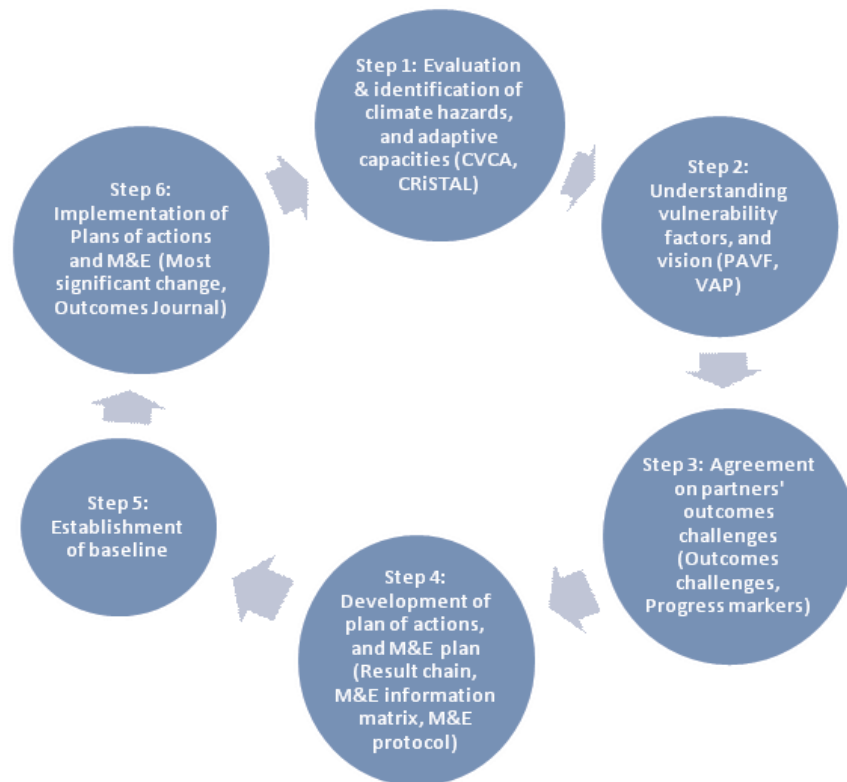 Step 1: Evaluation
& identification of
climate hazards,
and adaptive
capacities (CVCA,
CRiSTAL)
Step 2:
Understanding
vulnerability
factors, and
vision (PAVF,
VAP)
Step 3: Agreement
on partners'
outcomes
challenges
(Outcomes
challenges,
Progress markers)
Step 4:
Development of
plan of actions,
and M&E plan
(Result chain,
M&E information
matrix, M&E
protocol)
Step 5:
Establishment
of baseline
Step 6:
Implementation of
Plans of actions
and M&E (Most
significant change,
Outcomes Journal)